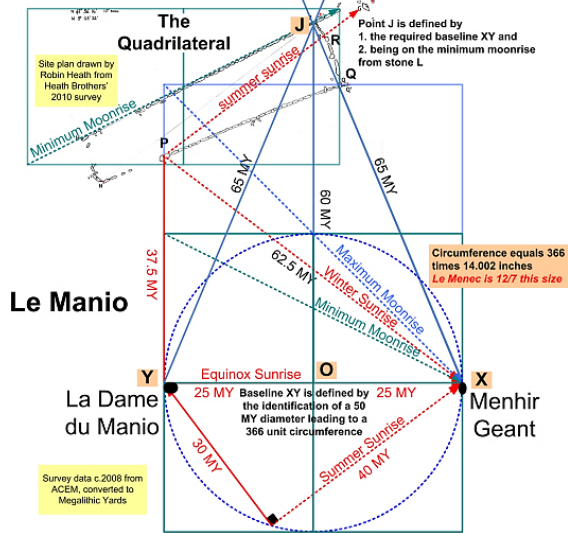 The
Quadrilateral
J
Point J is defined by
1. the required baseline XY and
2. being on the minimum moonrise
from stone L
Site plan drawn by
Robin Heath from
Heath Brothers'
2010 survey
R
Q
summer sunrise
Minimum Moonrise
P
65 MY
60 MY
65 MY
37.5 MY
62.5 MY
Maximum Moonrise
Winter Sunrise
Minimum Moonrise
Circumference equals 366
times 14.002 inches
Le Menec is 12/7 this size
Le Manio
Y
Equinox Sunrise
O
X
25 MY
25 MY
Baseline XY is defined by
the identification of a 50
MY diameter leading to a
366 unit circumference
La Dame
du Manio
Menhir
Geant
30 MY
Summer Sunrise
40 MY
Survey data c.2008 from
ACEM, converted to
Megalithic Yards